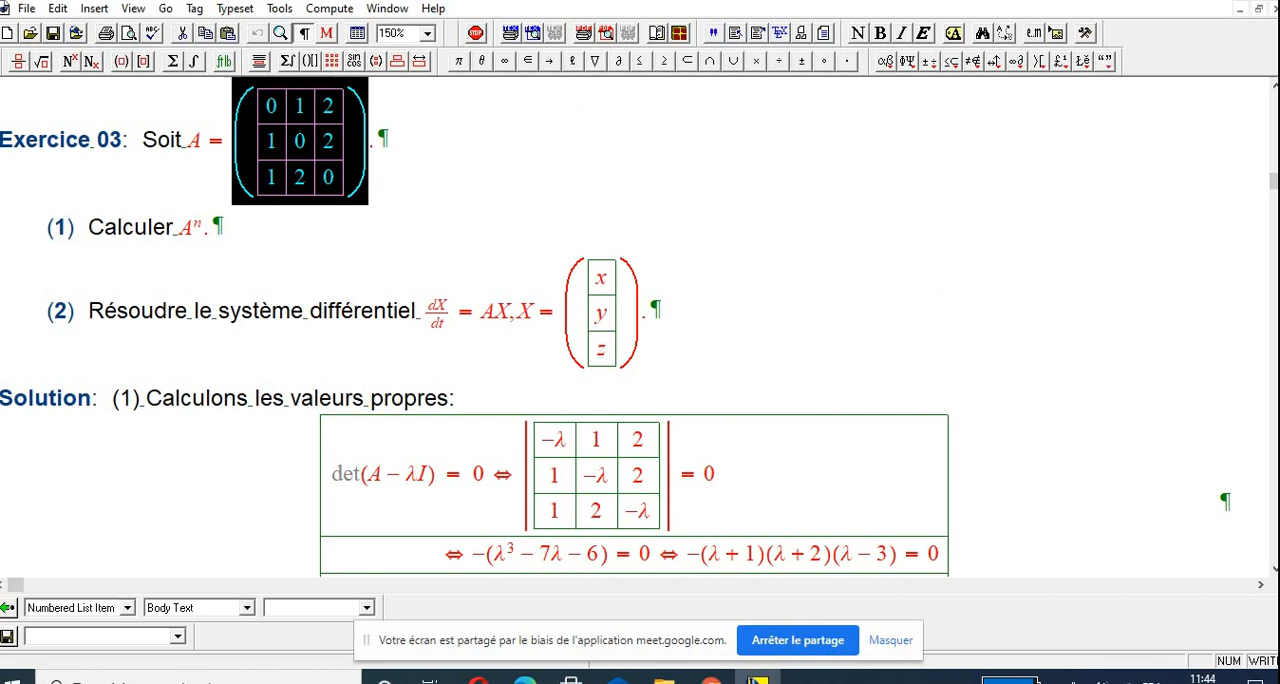 File Edit Insert View Go Tag Typeset Tools Compute Window Help
150%
Exercice 03: Soit A = ( 0 1 2
1 0 2
1 2 0 ). ¶
(1) Calculer Aⁿ. ¶
(2) Résoudre le système différentiel dX/dt = AX, X = ( x
y
z ). ¶
Solution: (1) Calculons les valeurs propres:
det(A − λI) = 0 ⇔ | −λ 1 2
1 −λ 2
1 2 −λ | = 0
¶
⇔ −(λ³ − 7λ − 6) = 0 ⇔ −(λ + 1)(λ + 2)(λ − 3) = 0
Numbered List Item Body Text
Votre écran est partagé par le biais de l'application meet.google.com. Arrêter le partage Masquer
NUM WRIT
11:44